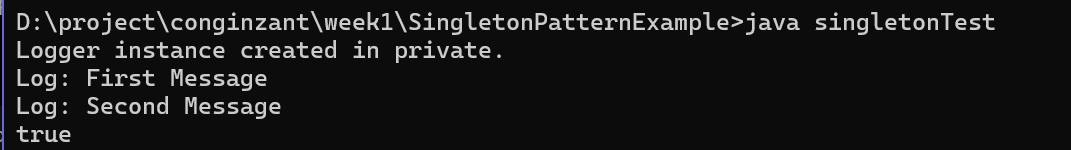 D:\project\conginzant\week1\SingletonPatternExample>java singletonTest
Logger instance created in private.
Log: First Message
Log: Second Message
true